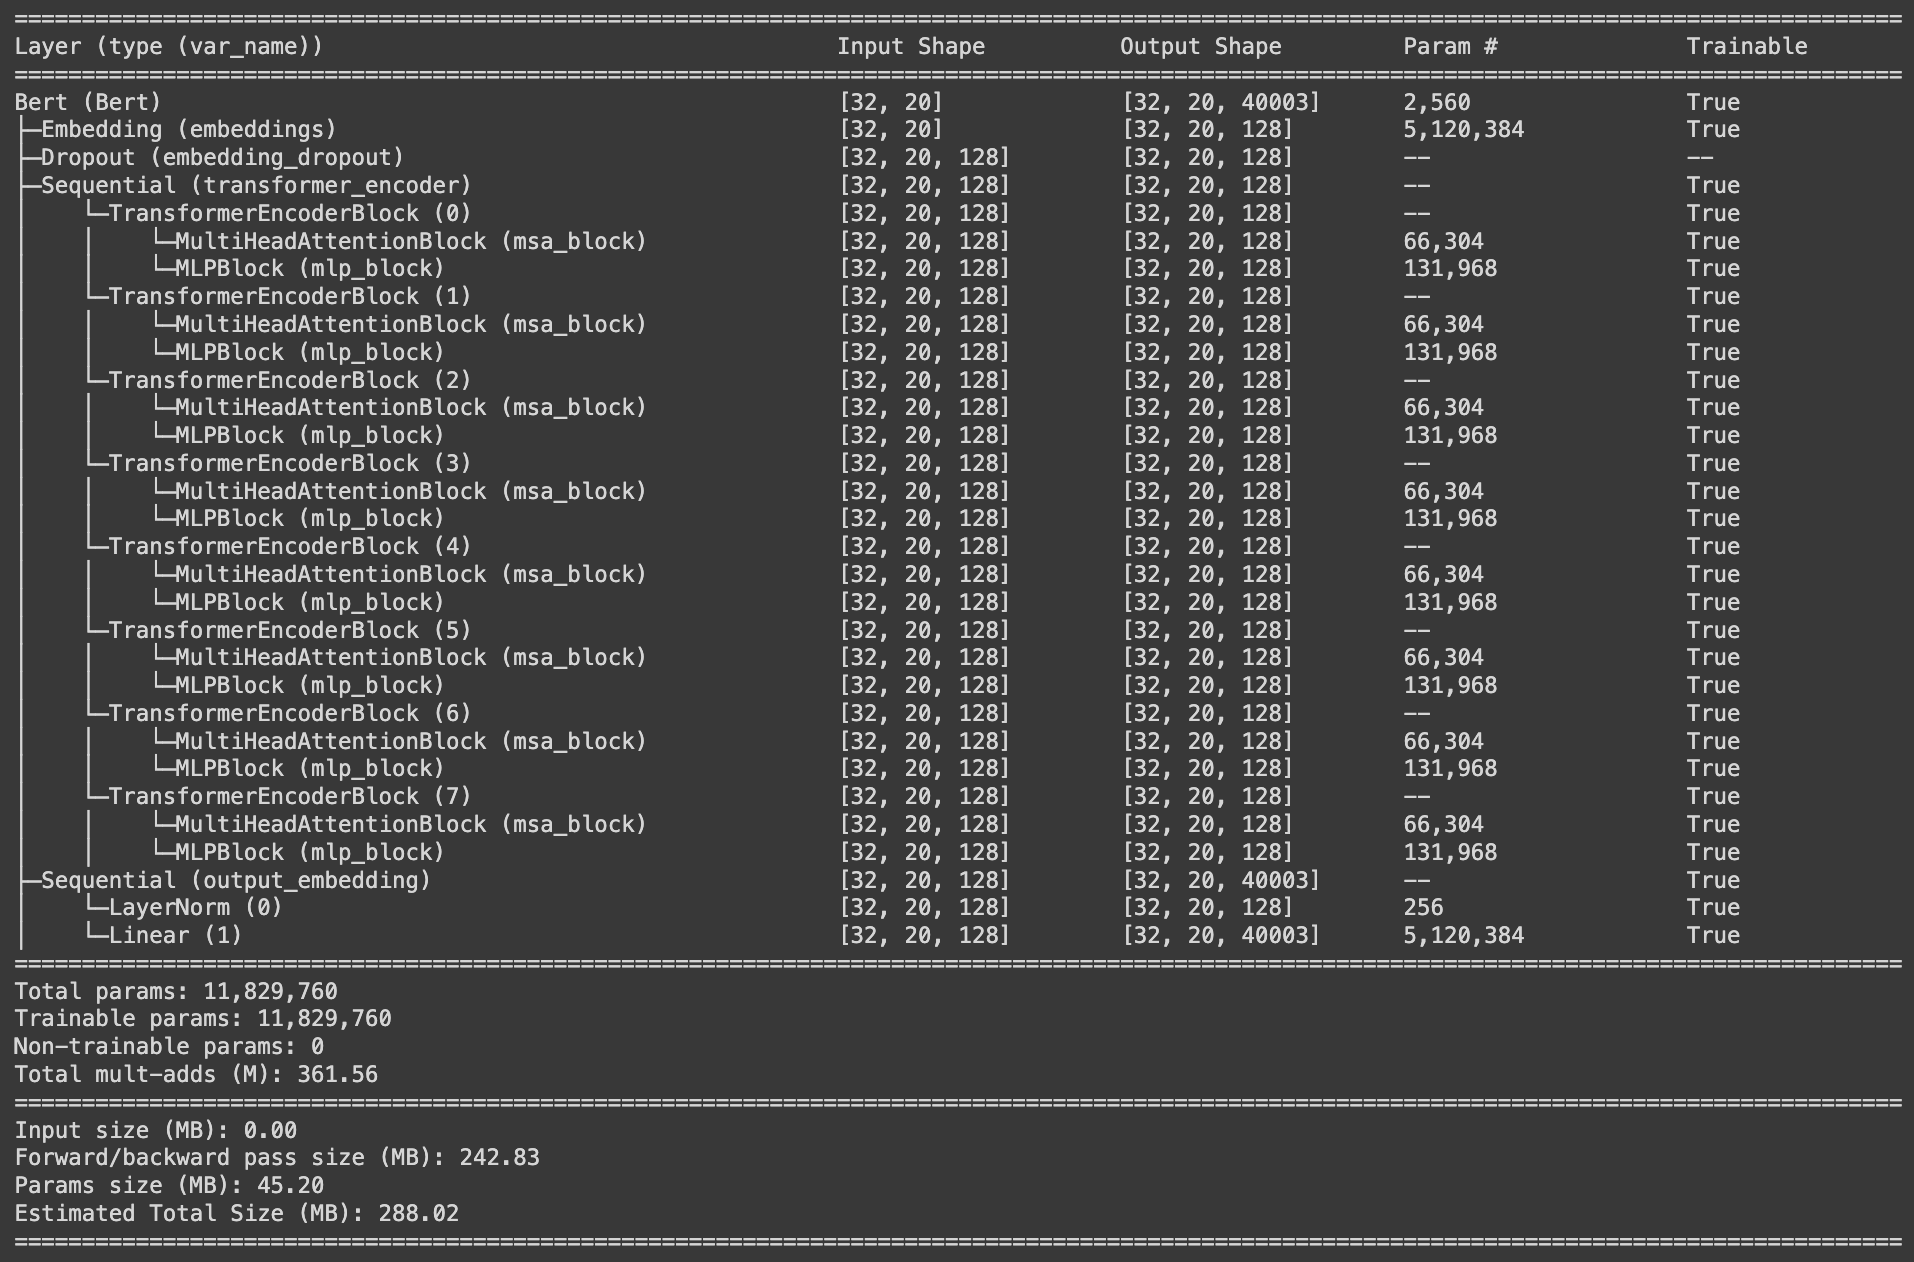 ============================================================================================================================================
Layer (type (var_name))                                      Input Shape          Output Shape         Param #              Trainable
============================================================================================================================================
Bert (Bert)                                                  [32, 20]             [32, 20, 40003]      2,560                True
├─Embedding (embeddings)                                     [32, 20]             [32, 20, 128]        5,120,384            True
├─Dropout (embedding_dropout)                                [32, 20, 128]        [32, 20, 128]        --                   --
├─Sequential (transformer_encoder)                           [32, 20, 128]        [32, 20, 128]        --                   True
│    └─TransformerEncoderBlock (0)                           [32, 20, 128]        [32, 20, 128]        --                   True
│    │    └─MultiHeadAttentionBlock (msa_block)              [32, 20, 128]        [32, 20, 128]        66,304               True
│    │    └─MLPBlock (mlp_block)                             [32, 20, 128]        [32, 20, 128]        131,968              True
│    └─TransformerEncoderBlock (1)                           [32, 20, 128]        [32, 20, 128]        --                   True
│    │    └─MultiHeadAttentionBlock (msa_block)              [32, 20, 128]        [32, 20, 128]        66,304               True
│    │    └─MLPBlock (mlp_block)                             [32, 20, 128]        [32, 20, 128]        131,968              True
│    └─TransformerEncoderBlock (2)                           [32, 20, 128]        [32, 20, 128]        --                   True
│    │    └─MultiHeadAttentionBlock (msa_block)              [32, 20, 128]        [32, 20, 128]        66,304               True
│    │    └─MLPBlock (mlp_block)                             [32, 20, 128]        [32, 20, 128]        131,968              True
│    └─TransformerEncoderBlock (3)                           [32, 20, 128]        [32, 20, 128]        --                   True
│    │    └─MultiHeadAttentionBlock (msa_block)              [32, 20, 128]        [32, 20, 128]        66,304               True
│    │    └─MLPBlock (mlp_block)                             [32, 20, 128]        [32, 20, 128]        131,968              True
│    └─TransformerEncoderBlock (4)                           [32, 20, 128]        [32, 20, 128]        --                   True
│    │    └─MultiHeadAttentionBlock (msa_block)              [32, 20, 128]        [32, 20, 128]        66,304               True
│    │    └─MLPBlock (mlp_block)                             [32, 20, 128]        [32, 20, 128]        131,968              True
│    └─TransformerEncoderBlock (5)                           [32, 20, 128]        [32, 20, 128]        --                   True
│    │    └─MultiHeadAttentionBlock (msa_block)              [32, 20, 128]        [32, 20, 128]        66,304               True
│    │    └─MLPBlock (mlp_block)                             [32, 20, 128]        [32, 20, 128]        131,968              True
│    └─TransformerEncoderBlock (6)                           [32, 20, 128]        [32, 20, 128]        --                   True
│    │    └─MultiHeadAttentionBlock (msa_block)              [32, 20, 128]        [32, 20, 128]        66,304               True
│    │    └─MLPBlock (mlp_block)                             [32, 20, 128]        [32, 20, 128]        131,968              True
│    └─TransformerEncoderBlock (7)                           [32, 20, 128]        [32, 20, 128]        --                   True
│    │    └─MultiHeadAttentionBlock (msa_block)              [32, 20, 128]        [32, 20, 128]        66,304               True
│    │    └─MLPBlock (mlp_block)                             [32, 20, 128]        [32, 20, 128]        131,968              True
├─Sequential (output_embedding)                              [32, 20, 128]        [32, 20, 40003]      --                   True
│    └─LayerNorm (0)                                         [32, 20, 128]        [32, 20, 128]        256                  True
│    └─Linear (1)                                            [32, 20, 128]        [32, 20, 40003]      5,120,384            True
============================================================================================================================================
Total params: 11,829,760
Trainable params: 11,829,760
Non-trainable params: 0
Total mult-adds (M): 361.56
============================================================================================================================================
Input size (MB): 0.00
Forward/backward pass size (MB): 242.83
Params size (MB): 45.20
Estimated Total Size (MB): 288.02
============================================================================================================================================